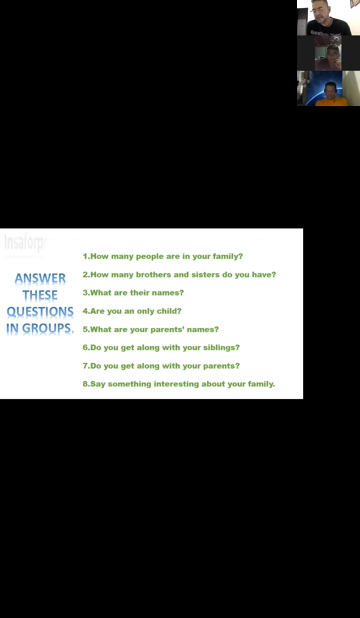 Insaforp
ANSWER
THESE
QUESTIONS
IN GROUPS.
1.How many people are in your family?
2.How many brothers and sisters do you have?
3.What are their names?
4.Are you an only child?
5.What are your parents' names?
6.Do you get along with your siblings?
7.Do you get along with your parents?
8.Say something interesting about your family.